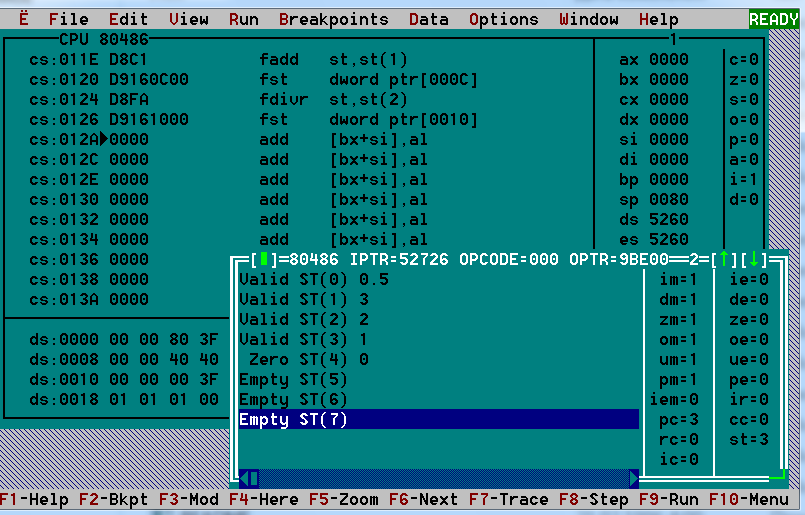 Ë File Edit View Run Breakpoints Data Options Window Help READY
CPU 80486 1
cs:011E D8C1 fadd st,st(1) ax 0000 c=0
cs:0120 D9160C00 fst dword ptr[000C] bx 0000 z=0
cs:0124 D8FA fdivr st,st(2) cx 0000 s=0
cs:0126 D9161000 fst dword ptr[0010] dx 0000 o=0
cs:012A►0000 add [bx+si],al si 0000 p=0
cs:012C 0000 add [bx+si],al di 0000 a=0
cs:012E 0000 add [bx+si],al bp 0000 i=1
cs:0130 0000 add [bx+si],al sp 0080 d=0
cs:0132 0000 add [bx+si],al ds 5260
cs:0134 0000 add [bx+si],al es 5260
cs:0136 0000
cs:0138 0000
cs:013A 0000
ds:0000 00 00 80 3F
ds:0008 00 00 40 40
ds:0010 00 00 00 3F
ds:0018 01 01 01 00
[▮]=80486 IPTR=52726 OPCODE=000 OPTR=9BE00══2=[↑][↓]
Valid ST(0) 0.5 im=1 ie=0
Valid ST(1) 3 dm=1 de=0
Valid ST(2) 2 zm=1 ze=0
Valid ST(3) 1 om=1 oe=0
Zero ST(4) 0 um=1 ue=0
Empty ST(5) pm=1 pe=0
Empty ST(6) iem=0 ir=0
Empty ST(7) pc=3 cc=0
rc=0 st=3
ic=0
F1-Help F2-Bkpt F3-Mod F4-Here F5-Zoom F6-Next F7-Trace F8-Step F9-Run F10-Menu